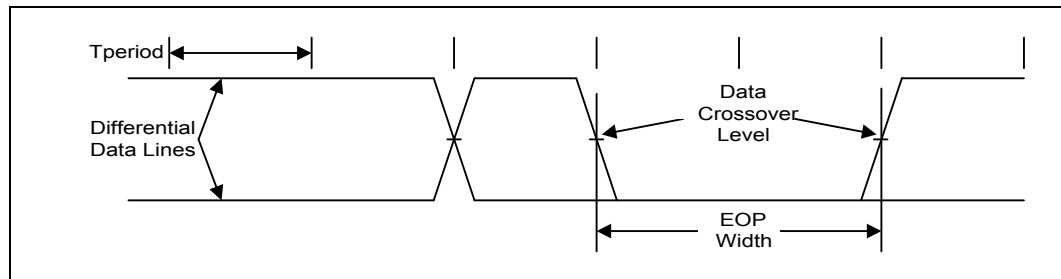 Tperiod
Differential
Data Lines
Data
Crossover
Level
EOP
Width